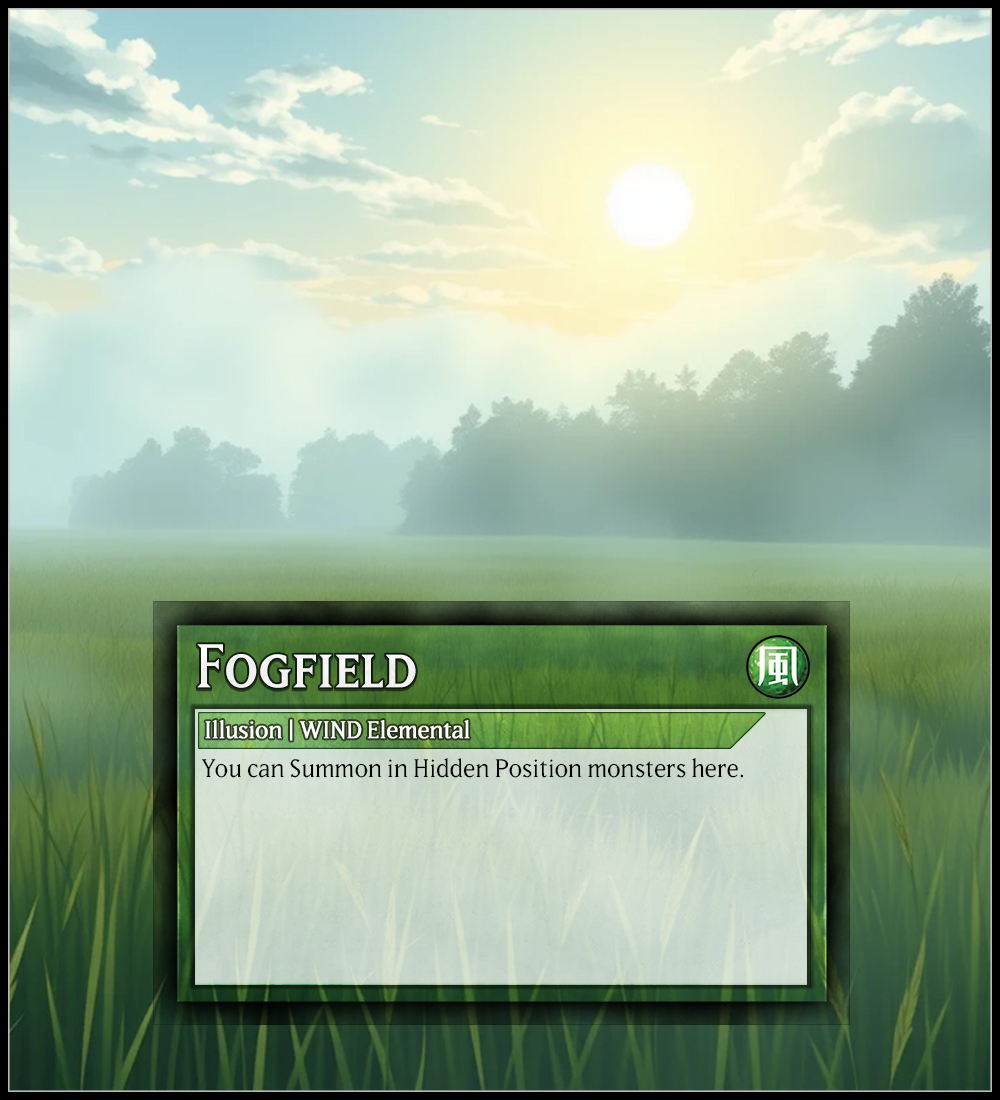 Fogfield
風
Illusion | WIND Elemental
You can Summon in Hidden Position monsters here.